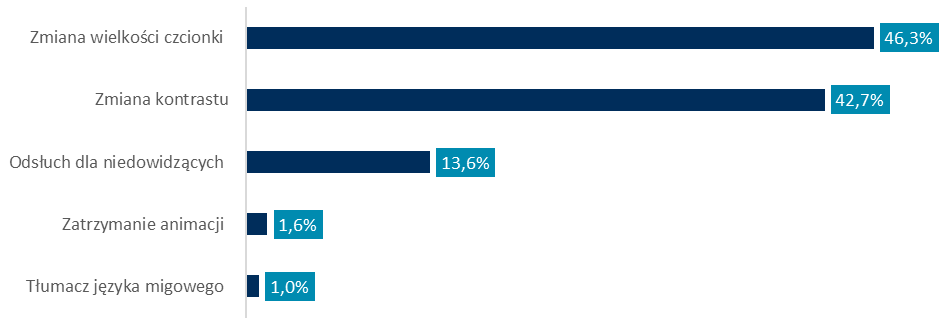 Zmiana wielkości czcionki 46,3%
Zmiana kontrastu 42,7%
Odsłuch dla niedowidzących 13,6%
Zatrzymanie animacji 1,6%
Tłumacz języka migowego 1,0%